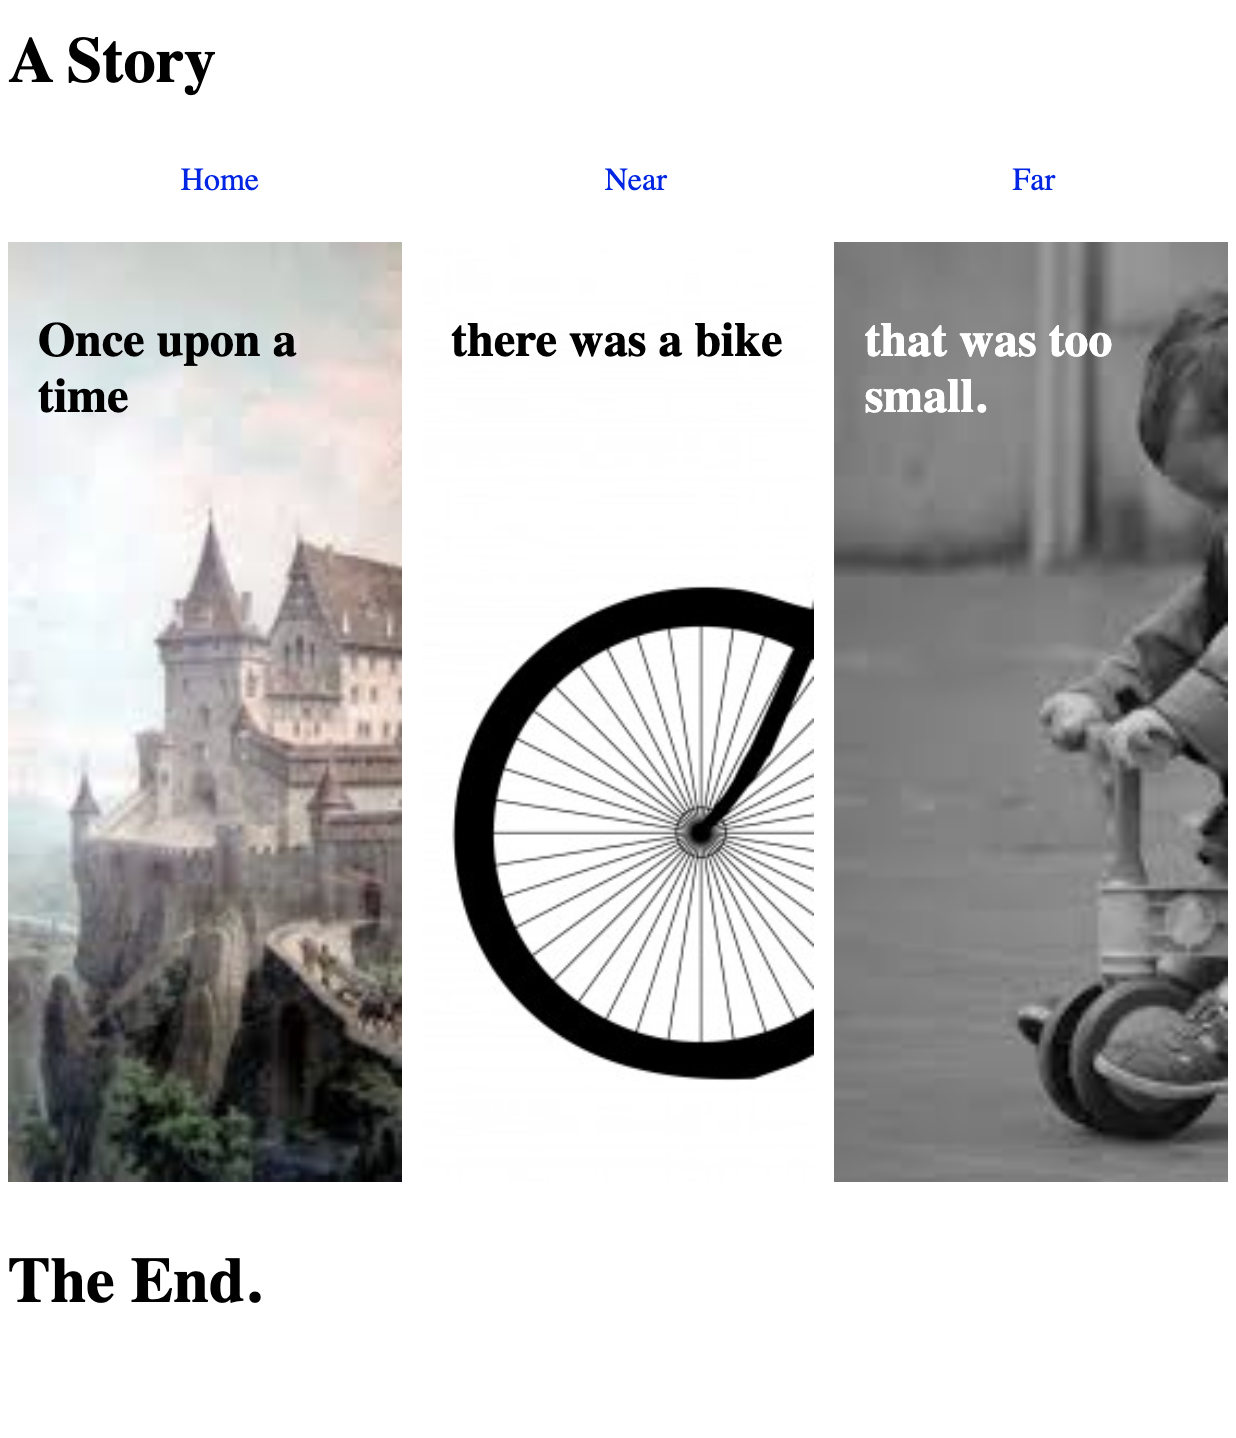 A Story
Home
Near
Far
Once upon a
time
there was a bike
that was too
small.
The End.